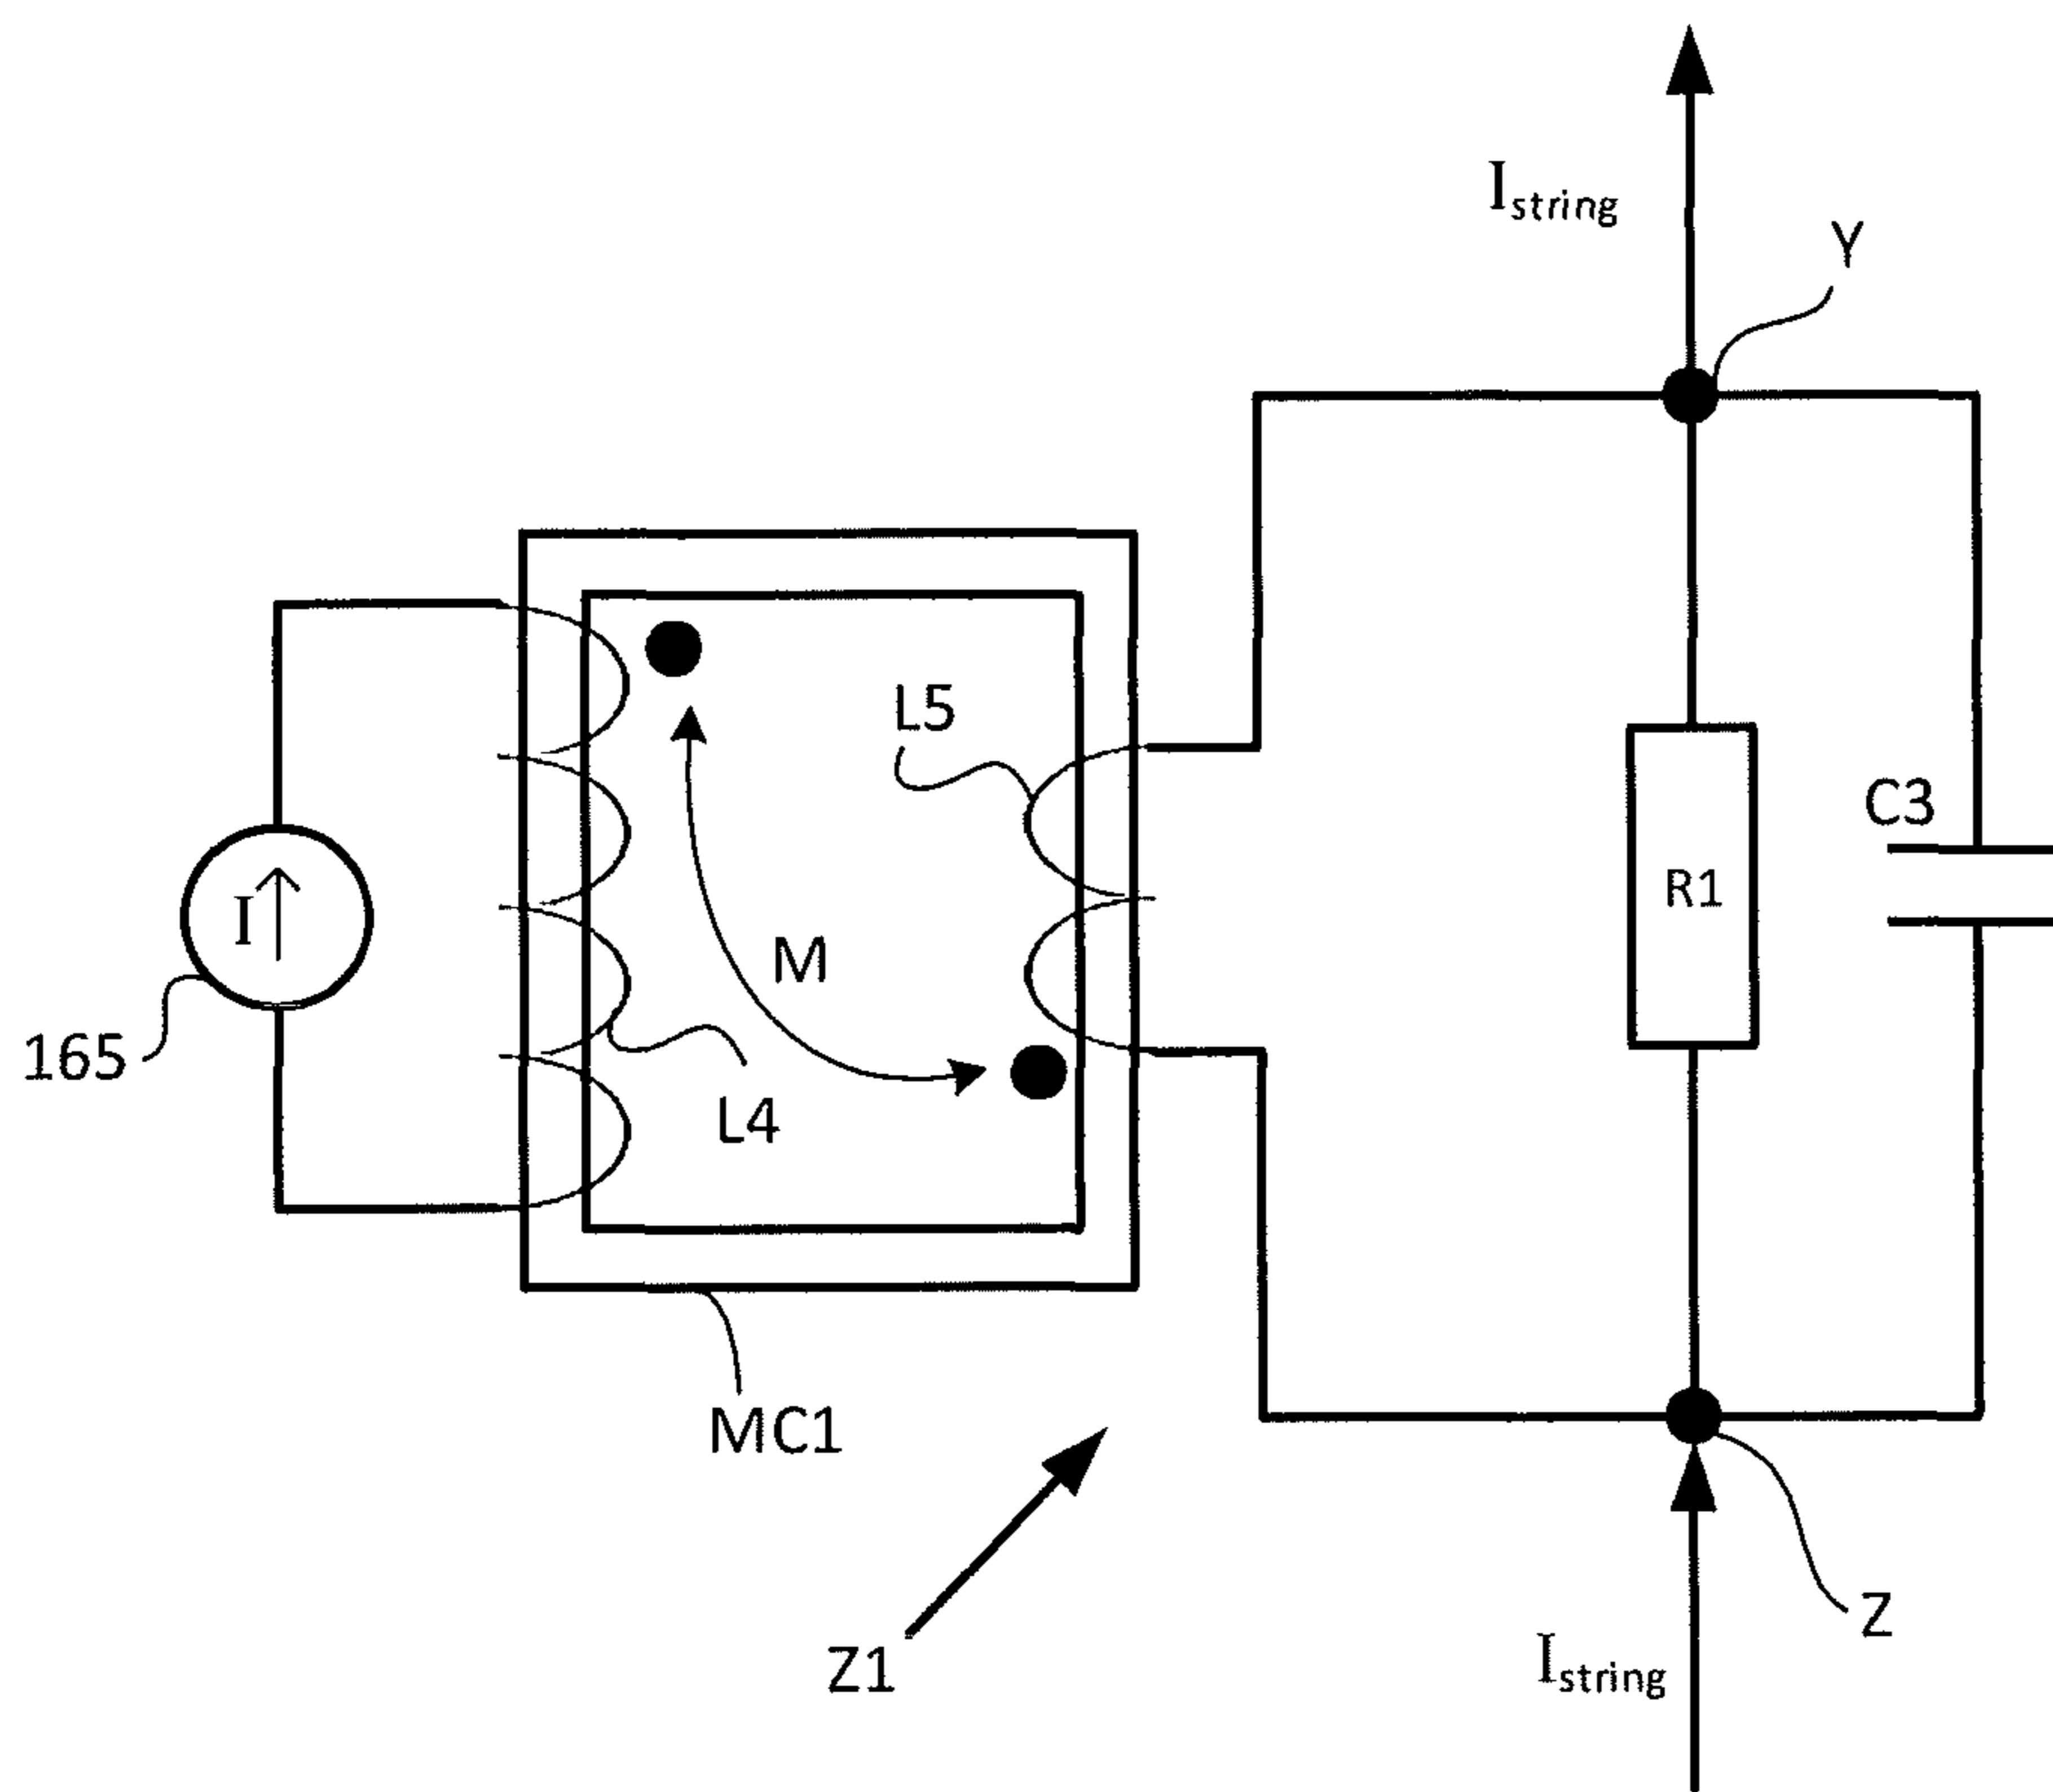 I_string
Y
L5
C3
R1
I
M
165
L4
MC1
Z
Z1
I_string